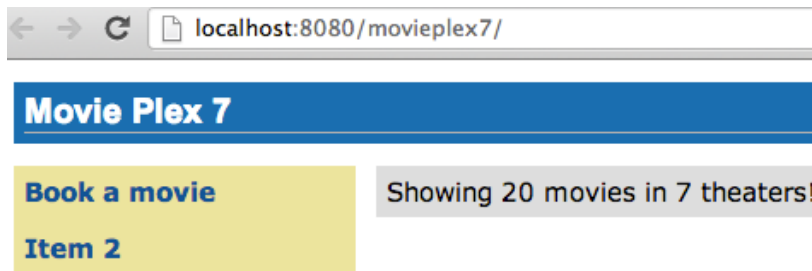 localhost:8080/movieplex7/
Movie Plex 7
Book a movie
Showing 20 movies in 7 theaters!
Item 2